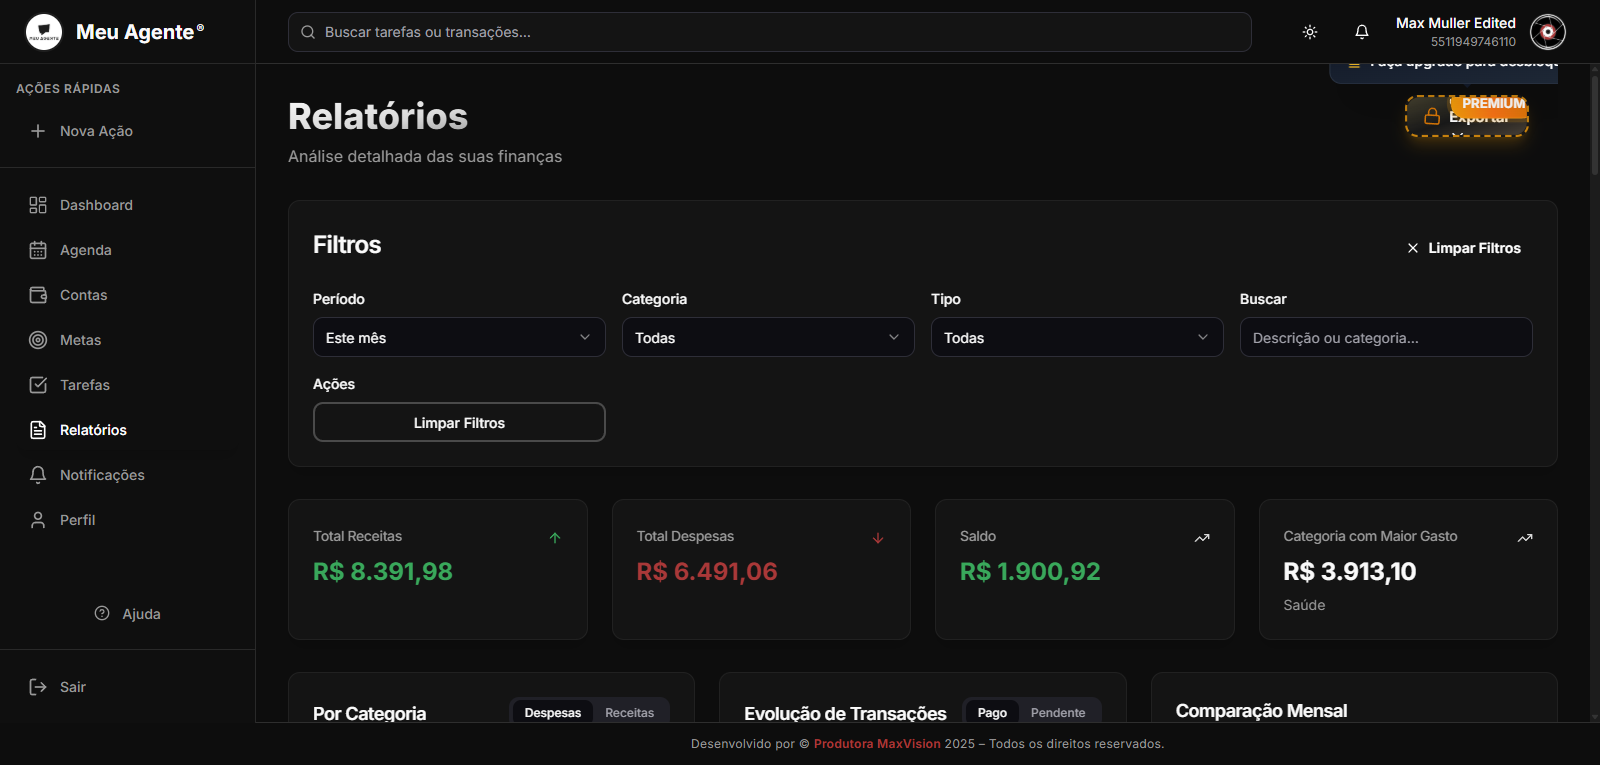 Meu Agente®
Buscar tarefas ou transações...
Max Muller Edited
5511949746110
AÇÕES RÁPIDAS
Nova Ação
Dashboard
Agenda
Contas
Metas
Tarefas
Relatórios
Notificações
Perfil
Ajuda
Sair
Faça upgrade para desbloq
Relatórios
Análise detalhada das suas finanças
PREMIUM
Exportar
Filtros
Limpar Filtros
Período
Categoria
Tipo
Buscar
Este mês
Todas
Todas
Descrição ou categoria...
Ações
Limpar Filtros
Total Receitas
R$ 8.391,98
Total Despesas
R$ 6.491,06
Saldo
R$ 1.900,92
Categoria com Maior Gasto
R$ 3.913,10
Saúde
Por Categoria
Despesas
Receitas
Evolução de Transações
Pago
Pendente
Comparação Mensal
Desenvolvido por © Produtora MaxVision 2025 – Todos os direitos reservados.